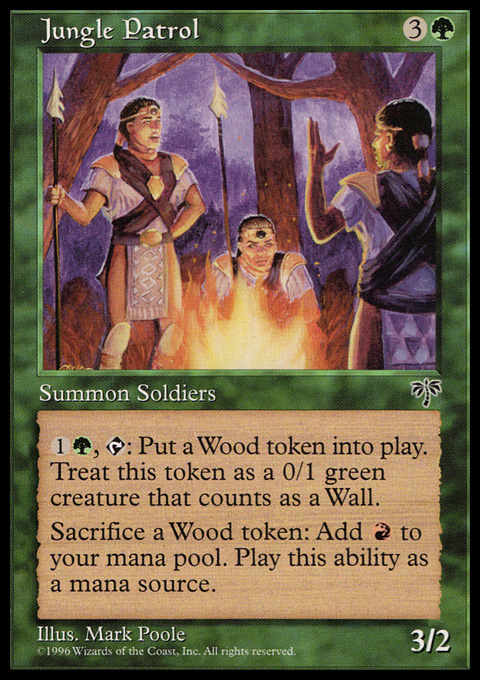 Jungle Patrol 3
Summon Soldiers
1, : Put a Wood token into play.
Treat this token as a 0/1 green
creature that counts as a Wall.
Sacrifice a Wood token: Add to
your mana pool. Play this ability as
a mana source.
Illus. Mark Poole
©1996 Wizards of the Coast, Inc. All rights reserved.
3/2